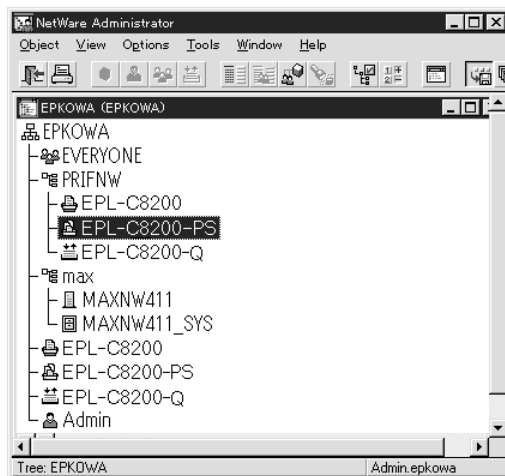 NetWare Administrator
Object View Options Tools Window Help
EPKOWA (EPKOWA)
EPKOWA
EVERYONE
PRIFNW
EPL-C8200
EPL-C8200-PS
EPL-C8200-Q
max
MAXNW411
MAXNW411_SYS
EPL-C8200
EPL-C8200-PS
EPL-C8200-Q
Admin
Tree: EPKOWA Admin.epkowa